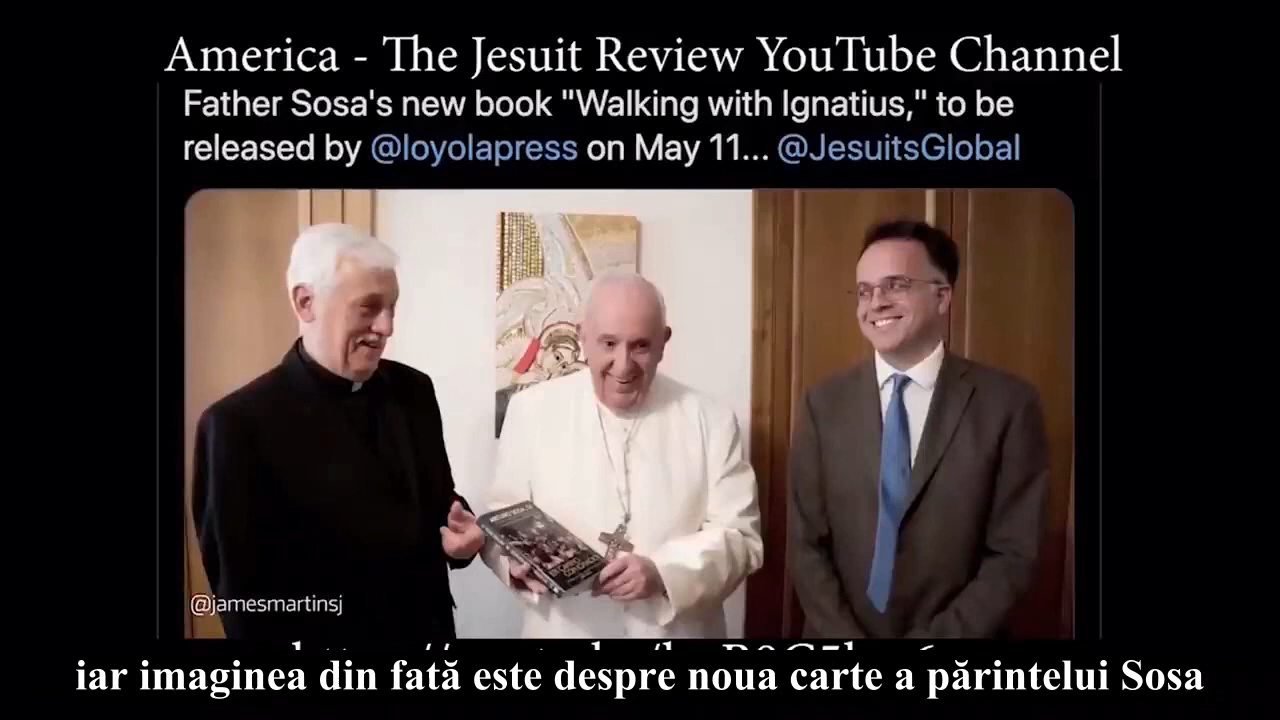 America - The Jesuit Review YouTube Channel
Father Sosa's new book "Walking with Ignatius," to be
released by @loyolapress on May 11... @JesuitsGlobal
@jamesmartinsj
iar imaginea din fată este despre noua carte a părintelui Sosa